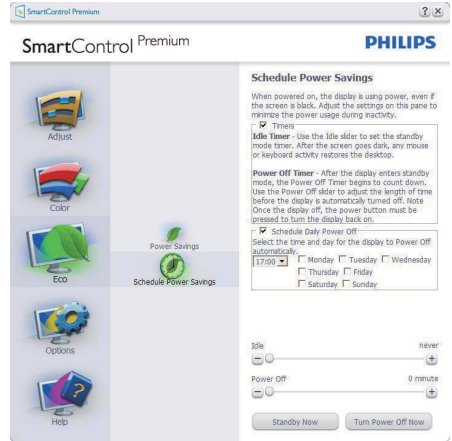 SmartControl Premium
SmartControl Premium
PHILIPS
Adjust
Color
Eco
Options
Help
Power Savings
Schedule Power Savings
Schedule Power Savings
When powered on, the display is using power, even if
the screen is black. Adjust the settings on this pane to
minimize the power usage during inactivity.
Timers
Idle Timer - Use the Idle slider to set the standby
mode timer. After the screen goes dark, any mouse
or keyboard activity restores the desktop.
Power Off Timer - After the display enters standby
mode, the Power Off Timer begins to count down.
Use the Power Off slider to adjust the length of time
before the display is automatically turned off. Note
Once the display off, the power button must be
pressed to turn the display back on.
Schedule Daily Power Off
Select the time and day for the display to Power Off
automatically.
17:00 Monday Tuesday Wednesday
Thursday Friday
Saturday Sunday
Idle never
Power Off 0 minute
Standby Now Turn Power Off Now